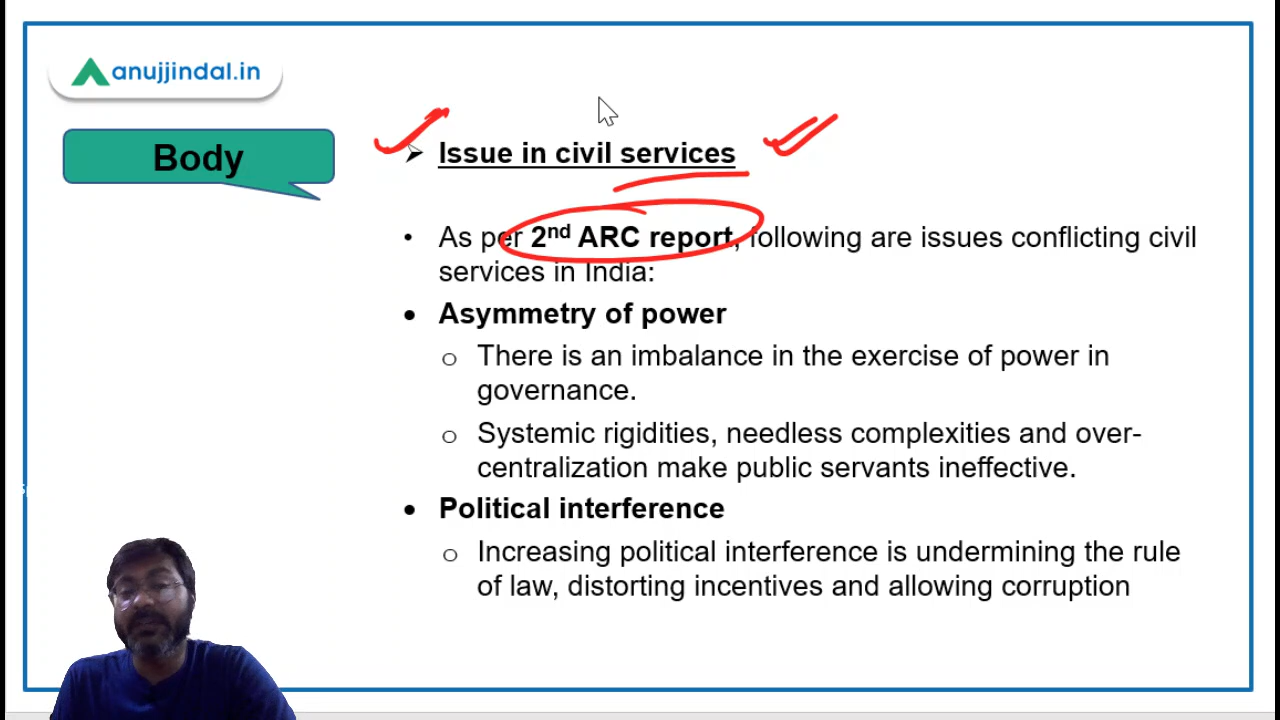 anujjindal.in
Body
Issue in civil services
As per 2nd ARC report, following are issues conflicting civil
services in India:
Asymmetry of power
There is an imbalance in the exercise of power in
governance.
Systemic rigidities, needless complexities and over-
centralization make public servants ineffective.
Political interference
Increasing political interference is undermining the rule
of law, distorting incentives and allowing corruption